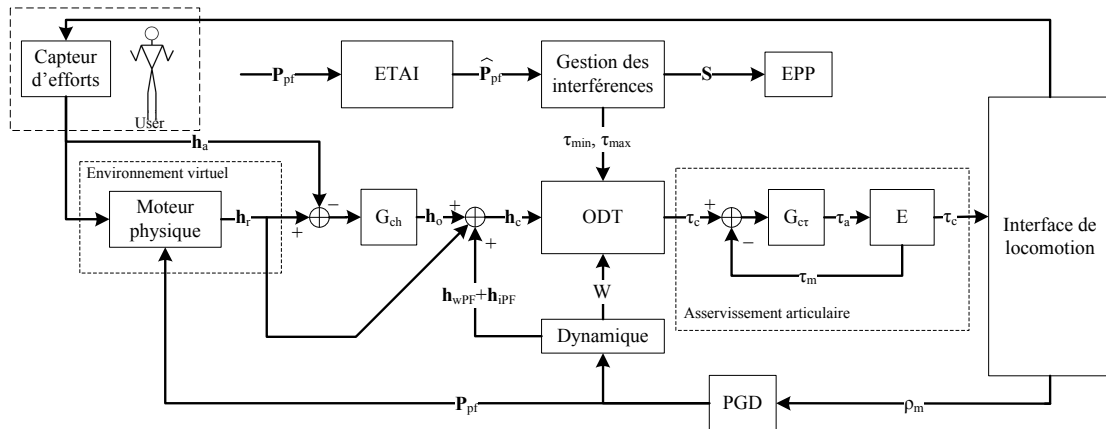 Capteur
d'efforts
User
P_pf
ETAI
P̂_pf
Gestion des
interférences
S
EPP
h_a
τ_min, τ_max
Environnement virtuel
Moteur
physique
h_r
+
−
G_ch
h_o
+
+
h_c
ODT
τ_c
+
−
G_cτ
τ_a
E
τ_c
τ_m
Interface de
locomotion
h_wPF+h_iPF
W
Asservissement articulaire
Dynamique
P_pf
PGD
ρ_m